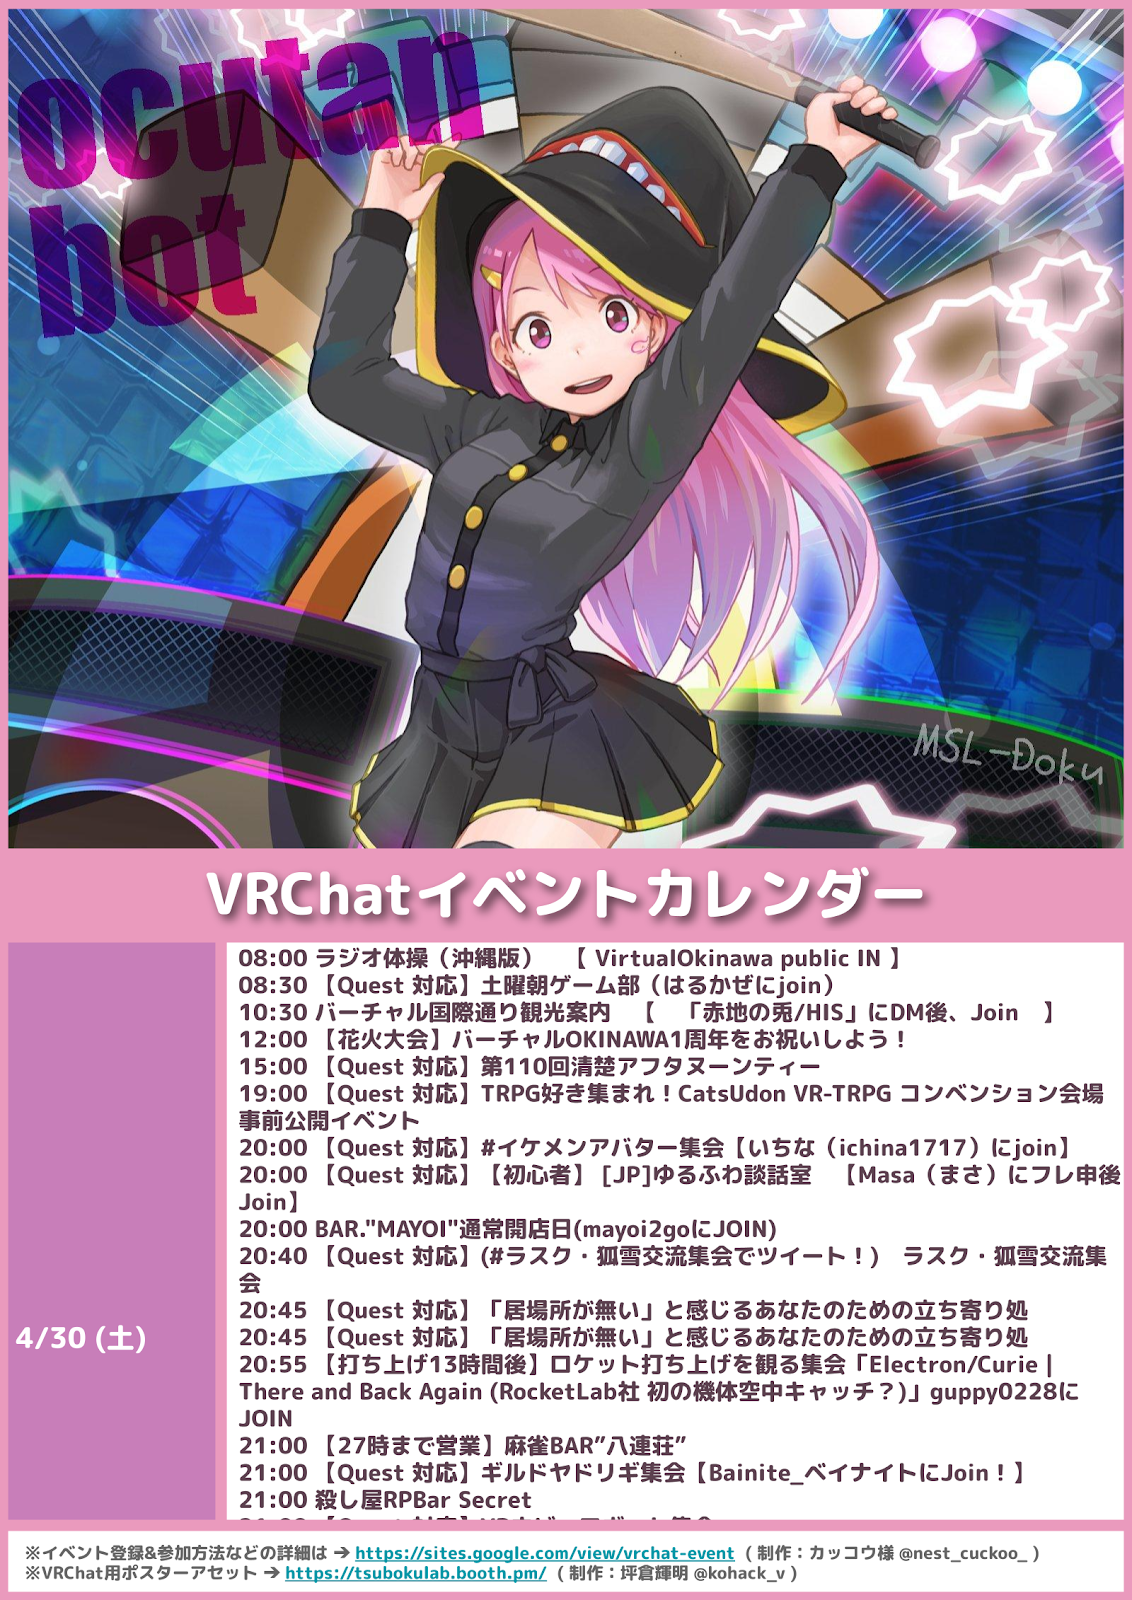 ocutan
bot
MSL-Doku
VRChatイベントカレンダー
4/30 (土)
08:00 ラジオ体操（沖縄版）　【 VirtualOkinawa public IN 】
08:30 【Quest 対応】土曜朝ゲーム部（はるかぜにjoin）
10:30 バーチャル国際通り観光案内　【　「赤地の兎/HIS」にDM後、Join　】
12:00 【花火大会】バーチャルOKINAWA1周年をお祝いしよう！
15:00 【Quest 対応】第110回清楚アフタヌーンティー
19:00 【Quest 対応】TRPG好き集まれ！CatsUdon VR-TRPG コンベンション会場
事前公開イベント
20:00 【Quest 対応】#イケメンアバター集会【いちな（ichina1717）にjoin】
20:00 【Quest 対応】【初心者】 [JP]ゆるふわ談話室　【Masa（まさ）にフレ申後
Join】
20:00 BAR."MAYOI"通常開店日(mayoi2goにJOIN)
20:40 【Quest 対応】(#ラスク・狐雪交流集会でツイート！)　ラスク・狐雪交流集
会
20:45 【Quest 対応】「居場所が無い」と感じるあなたのための立ち寄り処
20:45 【Quest 対応】「居場所が無い」と感じるあなたのための立ち寄り処
20:55 【打ち上げ13時間後】ロケット打ち上げを観る集会「Electron/Curie |
There and Back Again (RocketLab社 初の機体空中キャッチ？)」guppy0228に
JOIN
21:00 【27時まで営業】麻雀BAR”八連荘”
21:00 【Quest 対応】ギルドヤドリギ集会【Bainite_ベイナイトにJoin！】
21:00 殺し屋RPBar Secret
※イベント登録&参加方法などの詳細は ➔ https://sites.google.com/view/vrchat-event （ 制作：カッコウ様 @nest_cuckoo_ ）
※VRChat用ポスターアセット ➔ https://tsubokulab.booth.pm/ （ 制作：坪倉輝明 @kohack_v ）